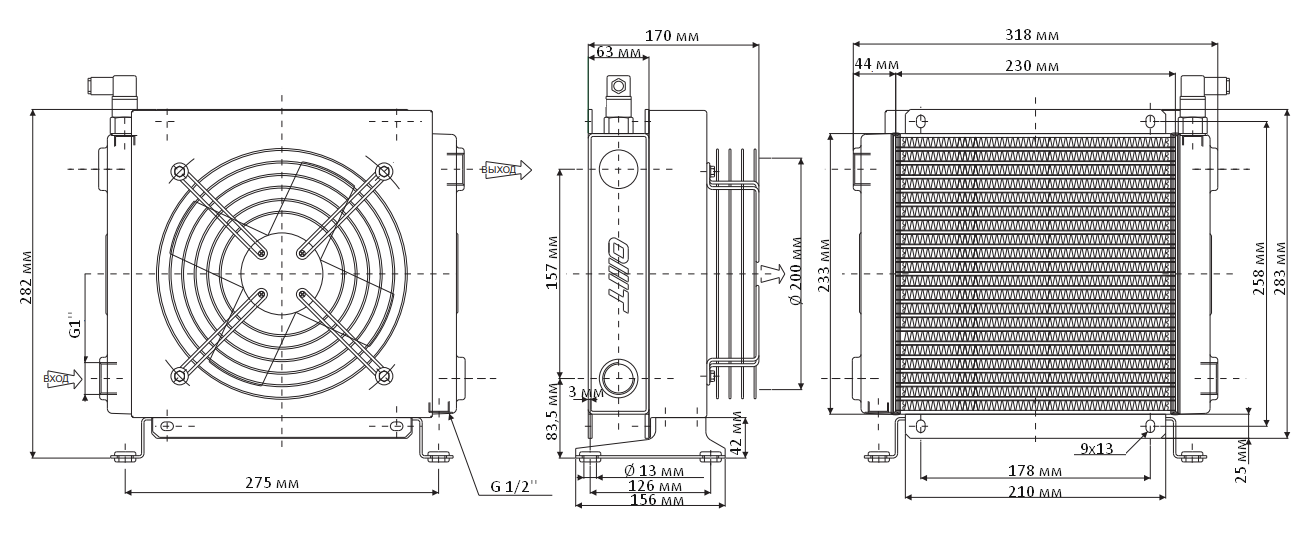 282 мм
G1"
ВХОД
ВЫХОД
275 мм
G 1/2"
170 мм
63 мм
157 мм
83,5 мм
3 мм
42 мм
Ø 200 мм
Ø 13 мм
126 мм
156 мм
318 мм
44 мм
230 мм
233 мм
258 мм
283 мм
9x13
25 мм
178 мм
210 мм